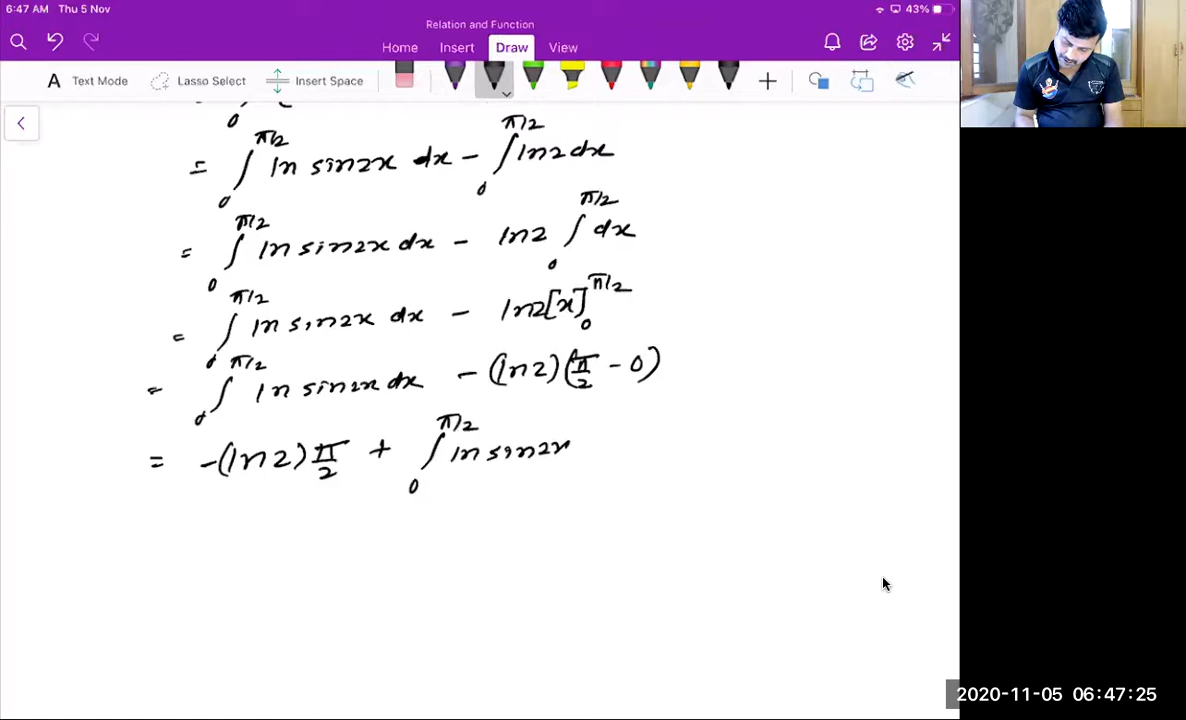 6:47 AM Thu 5 Nov
43%
Relation and Function
Home Insert Draw View
A Text Mode Lasso Select Insert Space
= ∫₀^{π/2} ln sin2x dx - ∫₀^{π/2} ln2 dx
= ∫₀^{π/2} ln sin2x dx - ln2 ∫₀^{π/2} dx
= ∫₀^{π/2} ln sin2x dx - ln2[x]₀^{π/2}
= ∫₀^{π/2} ln sin2x dx - (ln2)(π/2 - 0)
= -(ln2)π/2 + ∫₀^{π/2} ln sin2x
2020-11-05 06:47:25